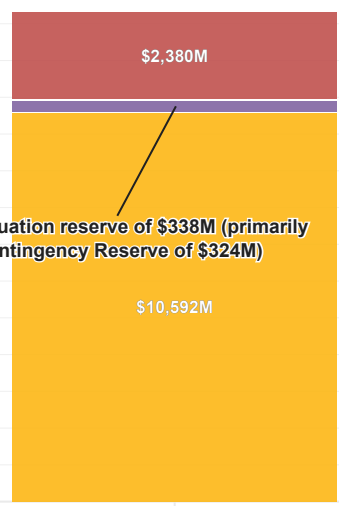 $2,380M
uation reserve of $338M (primarily
ntingency Reserve of $324M)
$10,592M